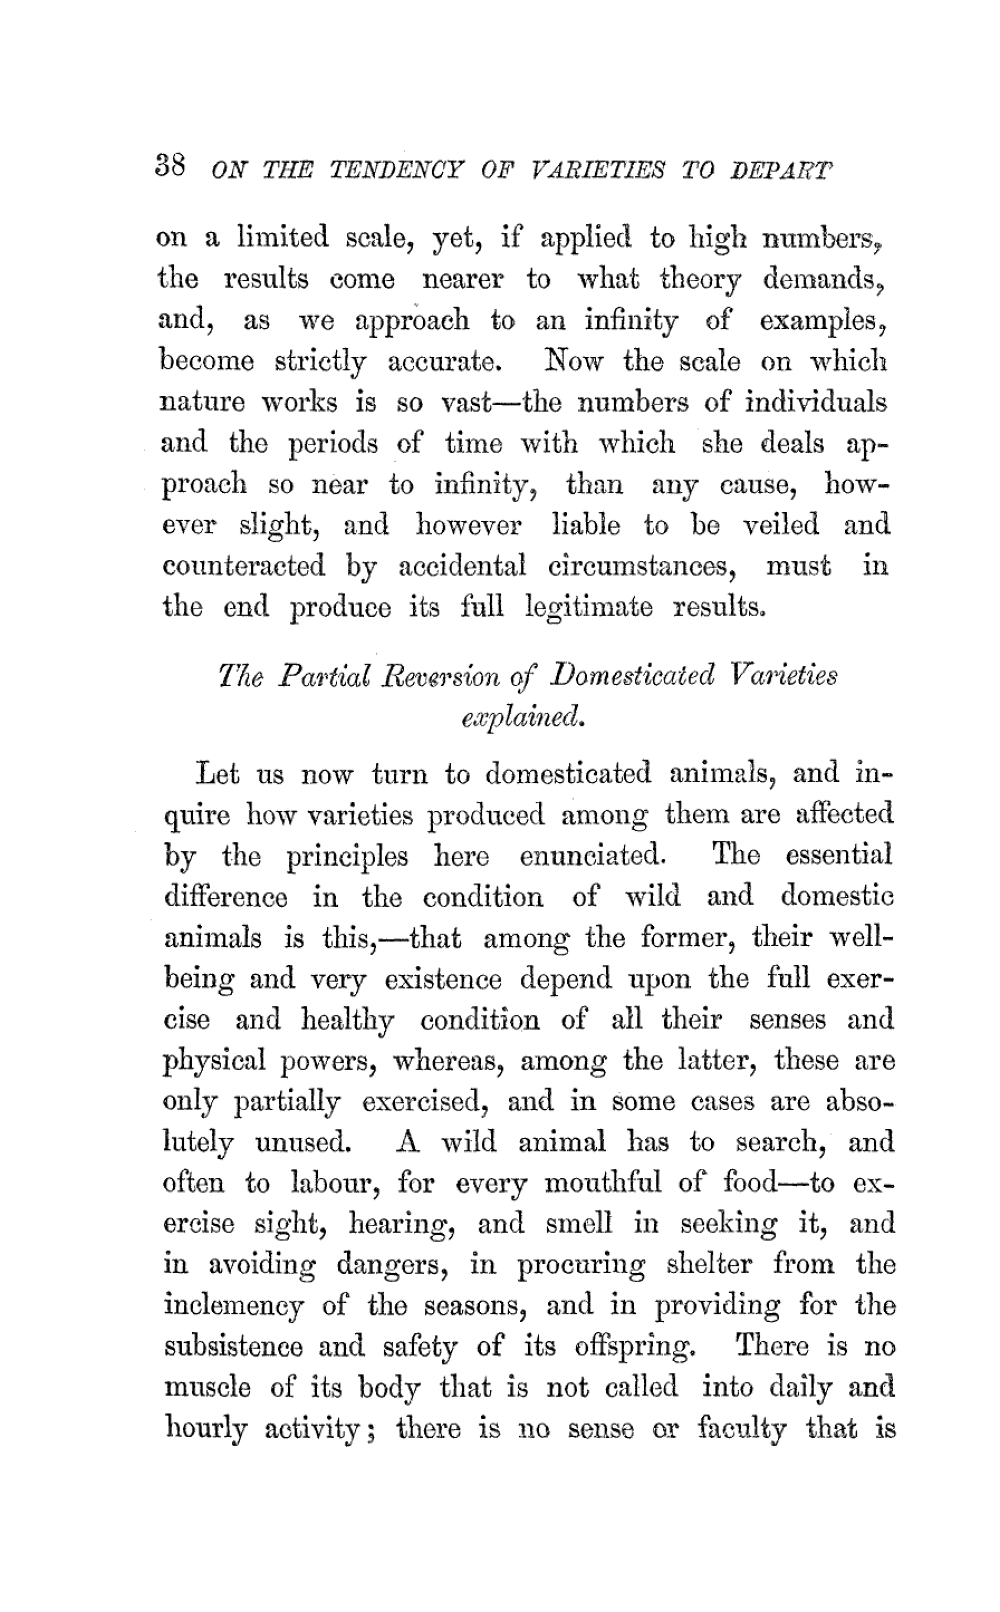 38 ON THE TENDENCY OF VARIETIES TO DEPART
on a limited scale, yet, if applied to high numbers,
the results come nearer to what theory demands,
and, as we approach to an infinity of examples,
become strictly accurate. Now the scale on which
nature works is so vast—the numbers of individuals
and the periods of time with which she deals ap-
proach so near to infinity, than any cause, how-
ever slight, and however liable to be veiled and
counteracted by accidental circumstances, must in
the end produce its full legitimate results.
The Partial Reversion of Domesticated Varieties
explained.
Let us now turn to domesticated animals, and in-
quire how varieties produced among them are affected
by the principles here enunciated. The essential
difference in the condition of wild and domestic
animals is this,—that among the former, their well-
being and very existence depend upon the full exer-
cise and healthy condition of all their senses and
physical powers, whereas, among the latter, these are
only partially exercised, and in some cases are abso-
lutely unused. A wild animal has to search, and
often to labour, for every mouthful of food—to ex-
ercise sight, hearing, and smell in seeking it, and
in avoiding dangers, in procuring shelter from the
inclemency of the seasons, and in providing for the
subsistence and safety of its offspring. There is no
muscle of its body that is not called into daily and
hourly activity; there is no sense or faculty that is